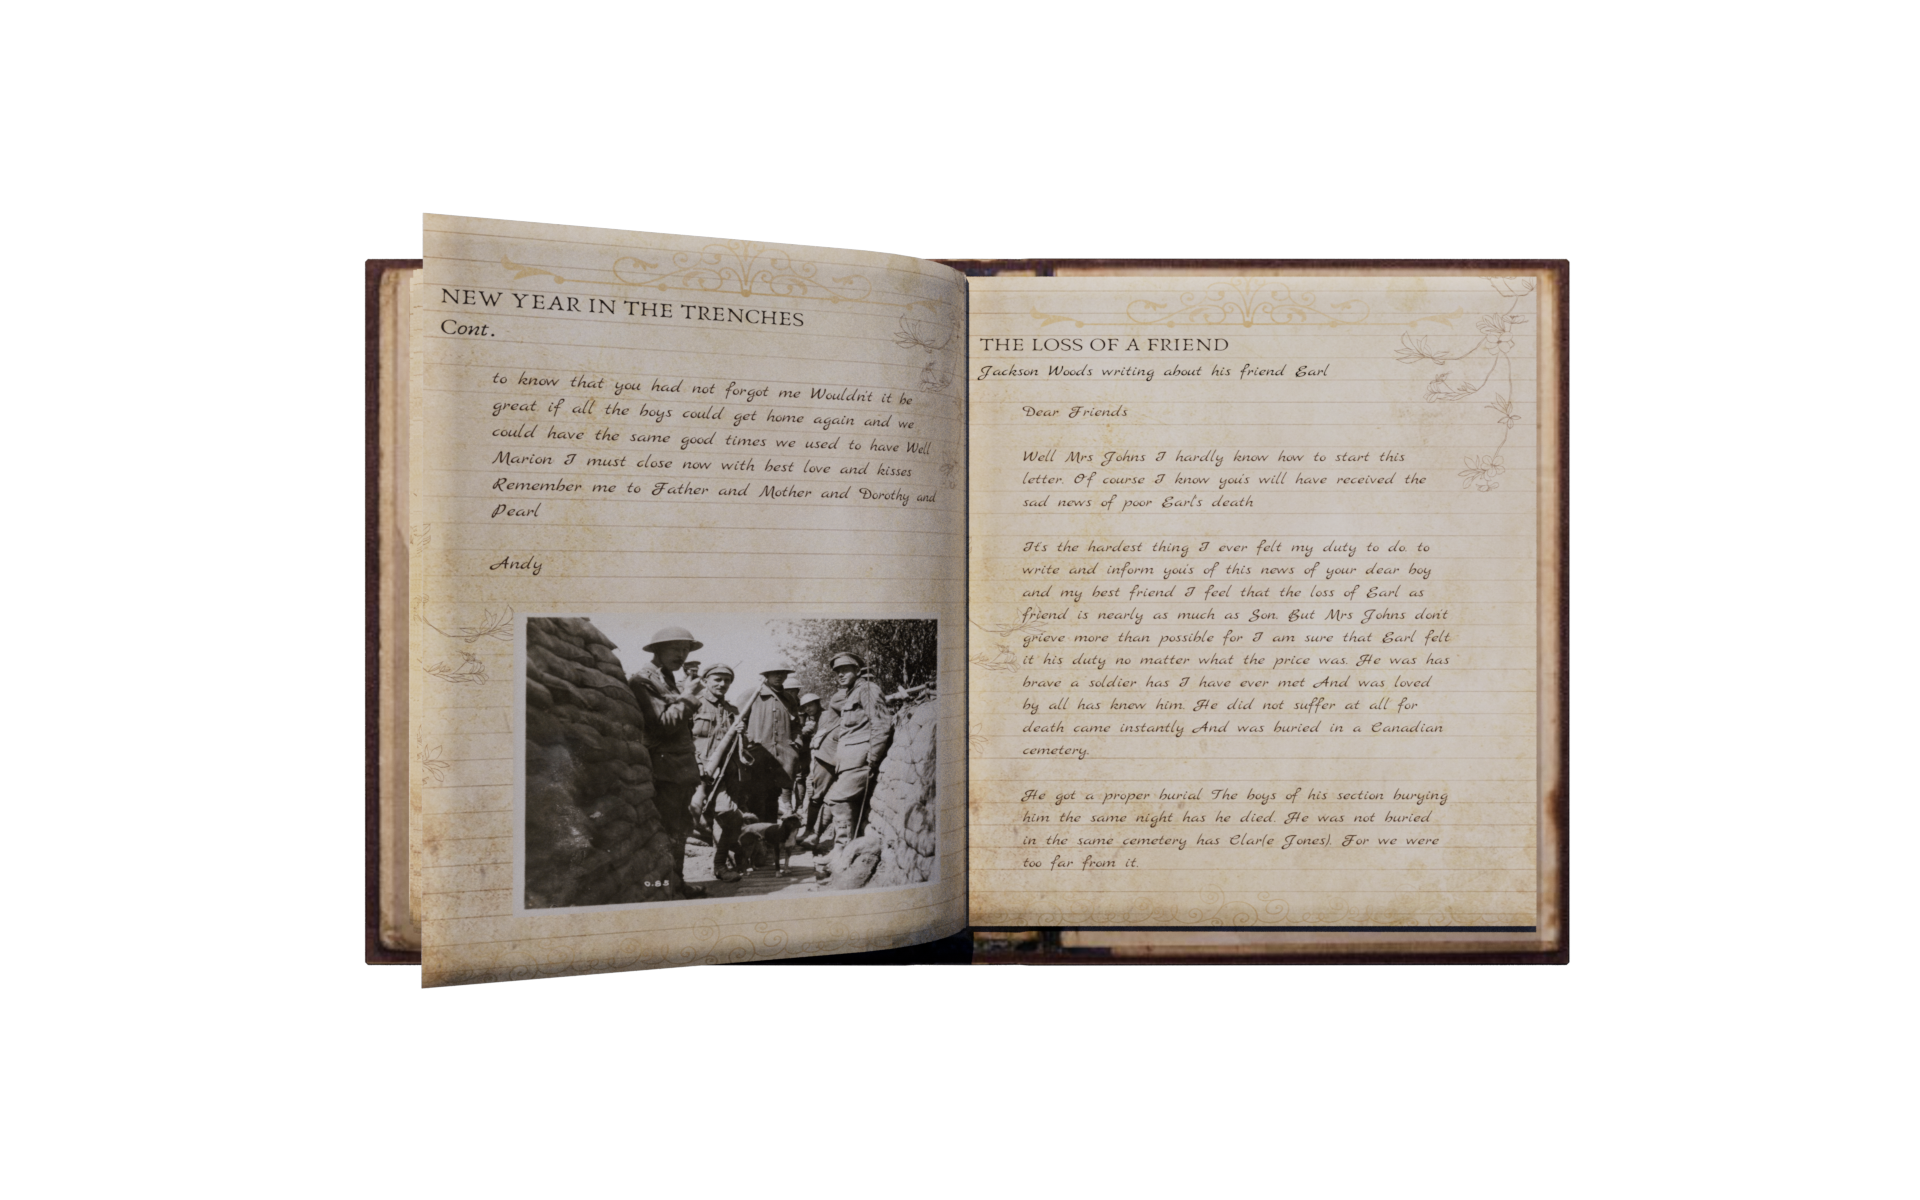 NEW YEAR IN THE TRENCHES
Cont.
to know that you had not forgot me Wouldn't it be
great if all the boys could get home again and we
could have the same good times we used to have Well
Marion I must close now with best love and kisses
Remember me to Father and Mother and Dorothy and
Pearl
Andy
0.85
THE LOSS OF A FRIEND
Jackson Woods writing about his friend Earl
Dear Friends
Well Mrs Johns I hardly know how to start this
letter. Of course I know you's will have received the
sad news of poor Earl's death
It's the hardest thing I ever felt my duty to do. to
write and inform you's of this news of your dear boy
and my best friend I feel that the loss of Earl as
friend is nearly as much as Son. But Mrs Johns don't
grieve more than possible for I am sure that Earl felt
it his duty no matter what the price was. He was has
brave a soldier has I have ever met And was loved
by all has knew him. He did not suffer at all for
death came instantly And was buried in a Canadian
cemetery.
He got a proper burial The boys of his section burying
him the same night has he died. He was not buried
in the same cemetery has Clar(e Jones). For we were
too far from it.